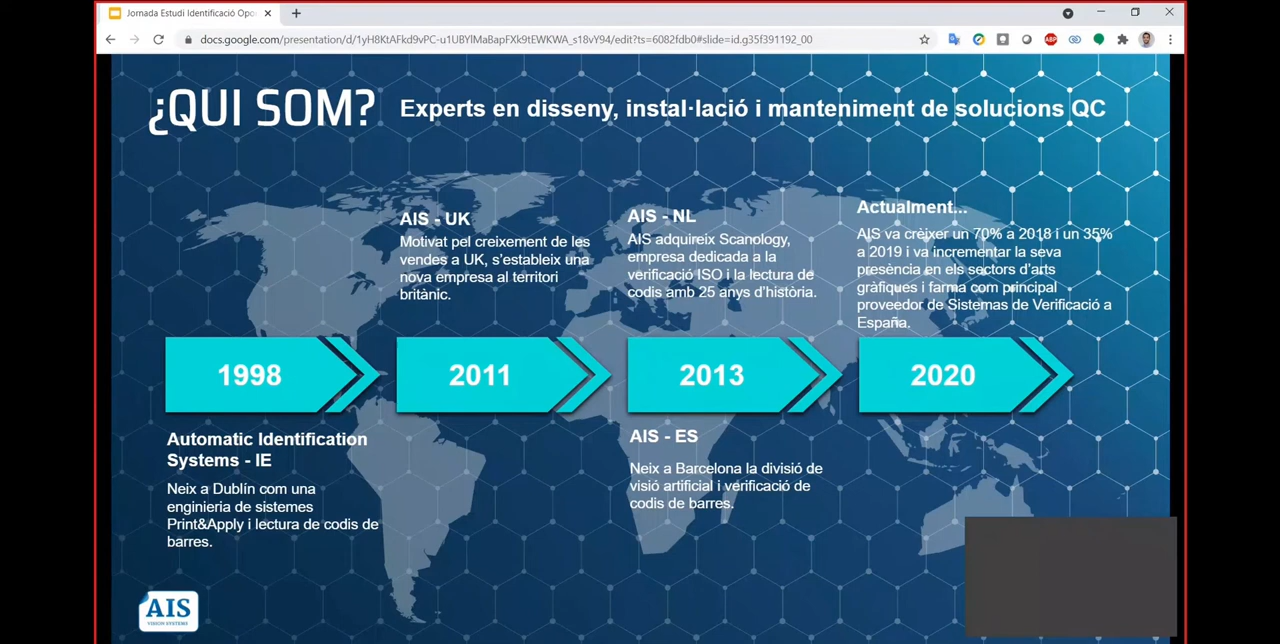 Jornada Estudi Identificació Opo
docs.google.com/presentation/d/1yH8KtAFkd9vPC-u1UBYlMaBapFXk9tEWKWA_s18vY94/edit?ts=6082fdb0#slide=id.g35f391192_00
ABP
¿QUI SOM?
Experts en disseny, instal·lació i manteniment de solucions QC
AIS - UK
Motivat pel creixement de les
vendes a UK, s'estableix una
nova empresa al territori
britànic.
AIS - NL
AIS adquireix Scanology,
empresa dedicada a la
verificació ISO i la lectura de
codis amb 25 anys d'història.
Actualment...
AIS va crèixer un 70% a 2018 i un 35%
a 2019 i va incrementar la seva
presència en els sectors d'arts
gràfiques i farma com principal
proveedor de Sistemas de Verificació a
España.
1998
2011
2013
2020
Automatic Identification
Systems - IE
Neix a Dublín com una
enginieria de sistemes
Print&Apply i lectura de codis de
barres.
AIS - ES
Neix a Barcelona la divisió de
visió artificial i verificació de
codis de barres.
AIS
VISION SYSTEMS